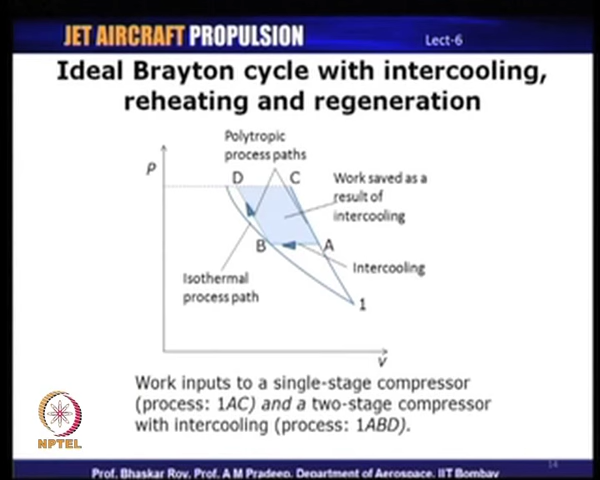 JET AIRCRAFT PROPULSION
Lect-6
Ideal Brayton cycle with intercooling,
reheating and regeneration
Polytropic
process paths
P
D
C
Work saved as a
result of
intercooling
B
A
Intercooling
Isothermal
process path
1
v
Work inputs to a single-stage compressor
(process: 1AC) and a two-stage compressor
with intercooling (process: 1ABD).
NPTEL
14
Prof. Bhaskar Roy, Prof. A M Pradeep, Department of Aerospace, IIT Bombay